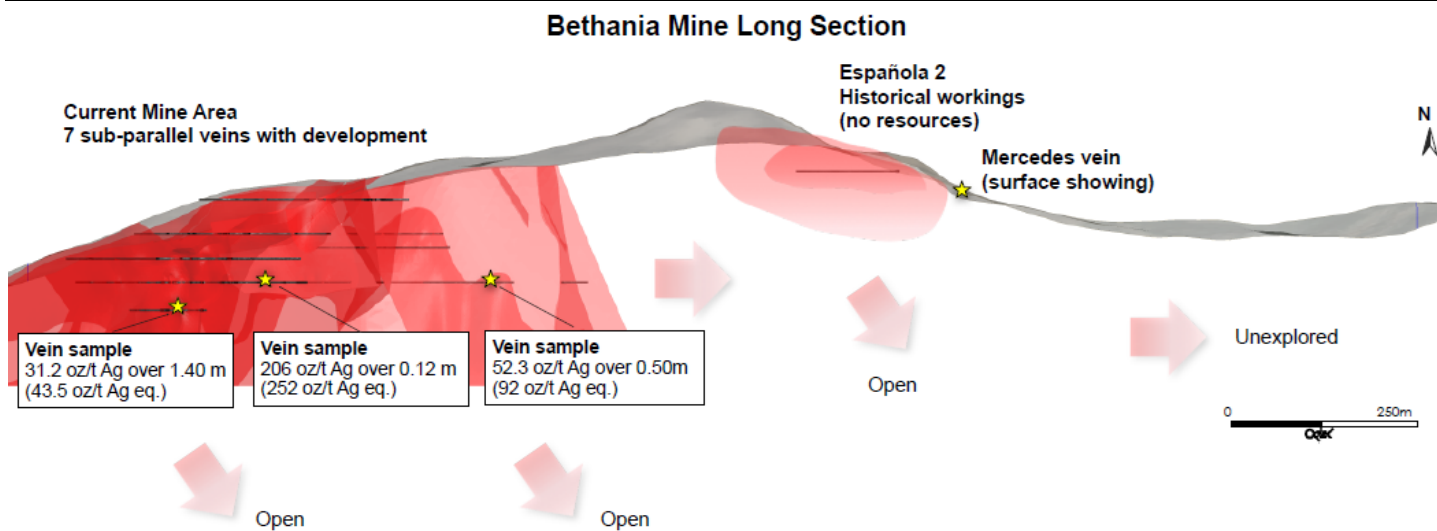 Bethania Mine Long Section
Current Mine Area
7 sub-parallel veins with development
Española 2
Historical workings
(no resources)
Mercedes vein
(surface showing)
N
Vein sample
31.2 oz/t Ag over 1.40 m
(43.5 oz/t Ag eq.)
Vein sample
206 oz/t Ag over 0.12 m
(252 oz/t Ag eq.)
Vein sample
52.3 oz/t Ag over 0.50m
(92 oz/t Ag eq.)
Unexplored
Open
0 250m
Open
Open